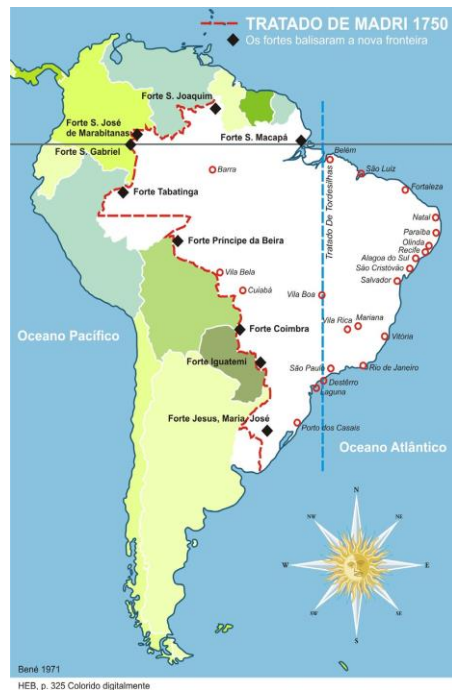 TRATADO DE MADRI 1750
Os fortes balisaram a nova fronteira
Forte S. Joaquim
Forte S. José
de Marabitanas
Forte S. Gabriel
Forte S. Macapá
Belém
São Luiz
Barra
Fortaleza
Forte Tabatinga
Tratado De Tordesilhas
Natal
Paraíba
Olinda
Recife
Forte Príncipe da Beira
Alagoa do Sul
São Cristovão
Vila Bela
Salvador
Cuiabá
Vila Boa
Oceano Pacífico
Forte Coimbra
Vila Rica
Mariana
Vitória
Forte Iguatemi
São Paulo
Rio de Janeiro
Destêrro
Laguna
Forte Jesus, Maria, José
Porto dos Casais
Oceano Atlântico
N
NW
NE
W
E
SW
SE
S
Bené 1971
HEB, p. 325 Colorido digitalmente